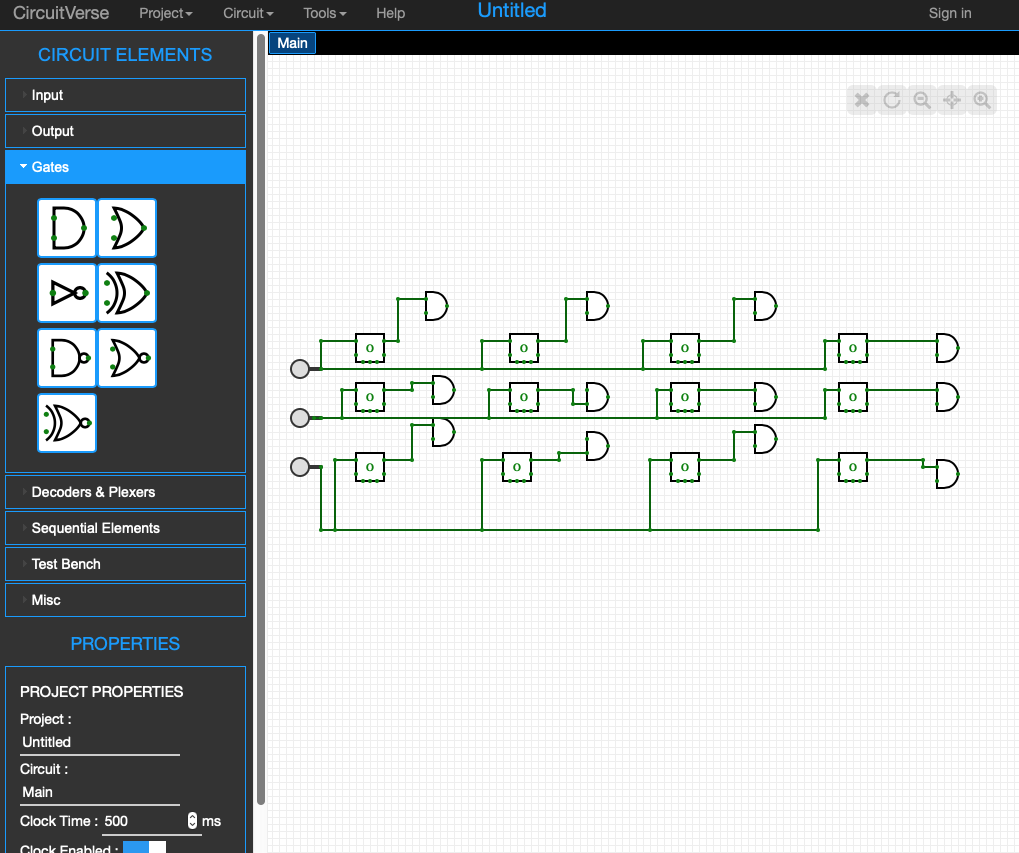 CircuitVerse Project Circuit Tools Help Untitled Sign in
Main
CIRCUIT ELEMENTS
Input
Output
Gates
Decoders & Plexers
Sequential Elements
Test Bench
Misc
PROPERTIES
PROJECT PROPERTIES
Project :
Untitled
Circuit :
Main
Clock Time : 500 ms
Clock Enabled :
0 0 0 0
0 0 0 0
0 0 0 0